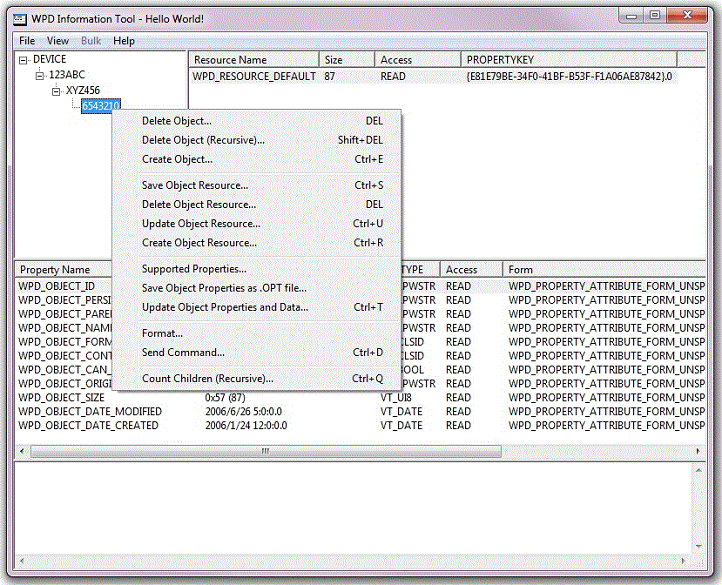 WPD Information Tool - Hello World!
File View Bulk Help
DEVICE
123ABC
XYZ456
6543210
Resource Name Size Access PROPERTYKEY
WPD_RESOURCE_DEFAULT 87 READ {E81E79BE-34F0-41BF-B53F-F1A06AE87842}.0
Delete Object... DEL
Delete Object (Recursive)... Shift+DEL
Create Object... Ctrl+E
Save Object Resource... Ctrl+S
Delete Object Resource... DEL
Update Object Resource... Ctrl+U
Create Object Resource... Ctrl+R
Supported Properties...
Save Object Properties as .OPT file...
Update Object Properties and Data... Ctrl+T
Format...
Send Command... Ctrl+D
Count Children (Recursive)... Ctrl+Q
Property Name TYPE Access Form
WPD_OBJECT_ID PWSTR READ WPD_PROPERTY_ATTRIBUTE_FORM_UNSP
WPD_OBJECT_PERSI PWSTR READ WPD_PROPERTY_ATTRIBUTE_FORM_UNSP
WPD_OBJECT_PAREN PWSTR READ WPD_PROPERTY_ATTRIBUTE_FORM_UNSP
WPD_OBJECT_NAM PWSTR READ WPD_PROPERTY_ATTRIBUTE_FORM_UNSP
WPD_OBJECT_FORM LSID READ WPD_PROPERTY_ATTRIBUTE_FORM_UNSP
WPD_OBJECT_CONT LSID READ WPD_PROPERTY_ATTRIBUTE_FORM_UNSP
WPD_OBJECT_CAN_ OOL READ WPD_PROPERTY_ATTRIBUTE_FORM_UNSP
WPD_OBJECT_ORIGI PWSTR READ WPD_PROPERTY_ATTRIBUTE_FORM_UNSP
WPD_OBJECT_SIZE 0x57 (87) VT_UI8 READ WPD_PROPERTY_ATTRIBUTE_FORM_UNSP
WPD_OBJECT_DATE_MODIFIED 2006/6/26 5:0:0.0 VT_DATE READ WPD_PROPERTY_ATTRIBUTE_FORM_UNSP
WPD_OBJECT_DATE_CREATED 2006/1/24 12:0:0.0 VT_DATE READ WPD_PROPERTY_ATTRIBUTE_FORM_UNSP